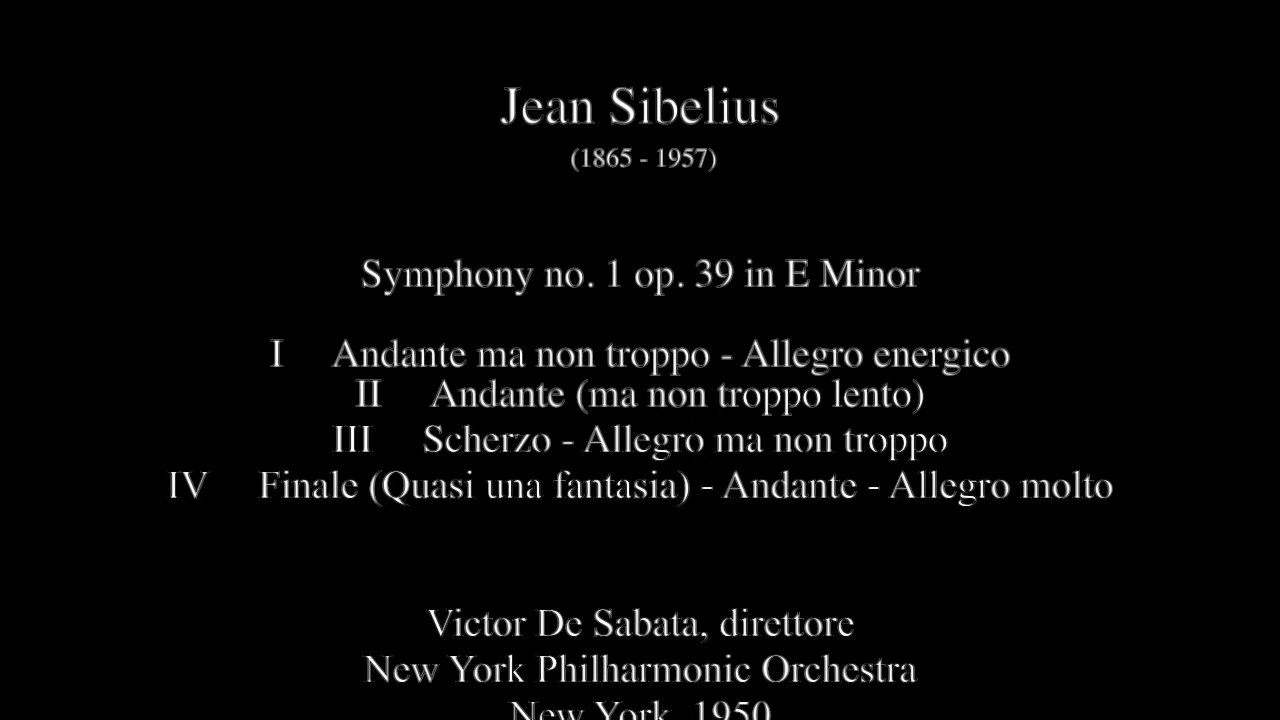 Jean Sibelius
(1865 - 1957)
Symphony no. 1 op. 39 in E Minor
I Andante ma non troppo - Allegro energico
II Andante (ma non troppo lento)
III Scherzo - Allegro ma non troppo
IV Finale (Quasi una fantasia) - Andante - Allegro molto
Victor De Sabata, direttore
New York Philharmonic Orchestra
New York, 1950